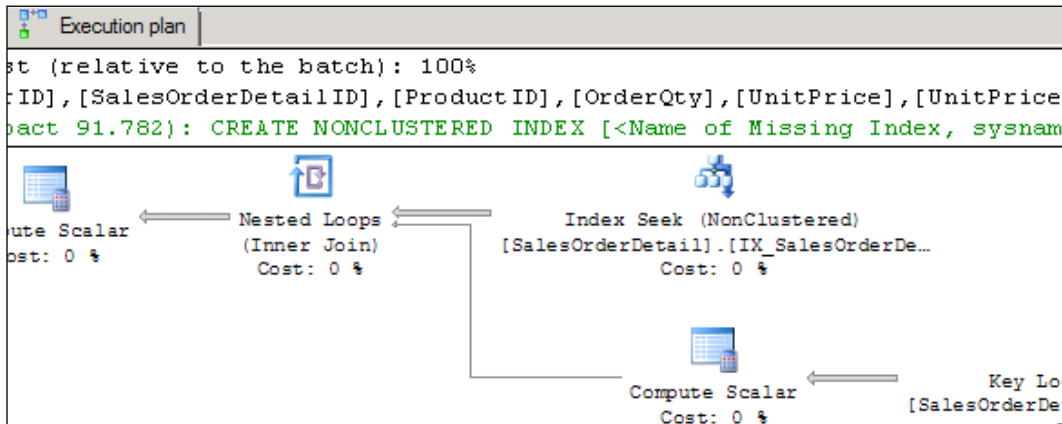 Execution plan
st (relative to the batch): 100%
rID],[SalesOrderDetailID],[ProductID],[OrderQty],[UnitPrice],[UnitPrice
pact 91.782): CREATE NONCLUSTERED INDEX [<Name of Missing Index, sysnam
ute Scalar
ost: 0 %
Nested Loops
(Inner Join)
Cost: 0 %
Index Seek (NonClustered)
[SalesOrderDetail].[IX_SalesOrderDe…
Cost: 0 %
Compute Scalar
Cost: 0 %
Key Lo
[SalesOrderDe